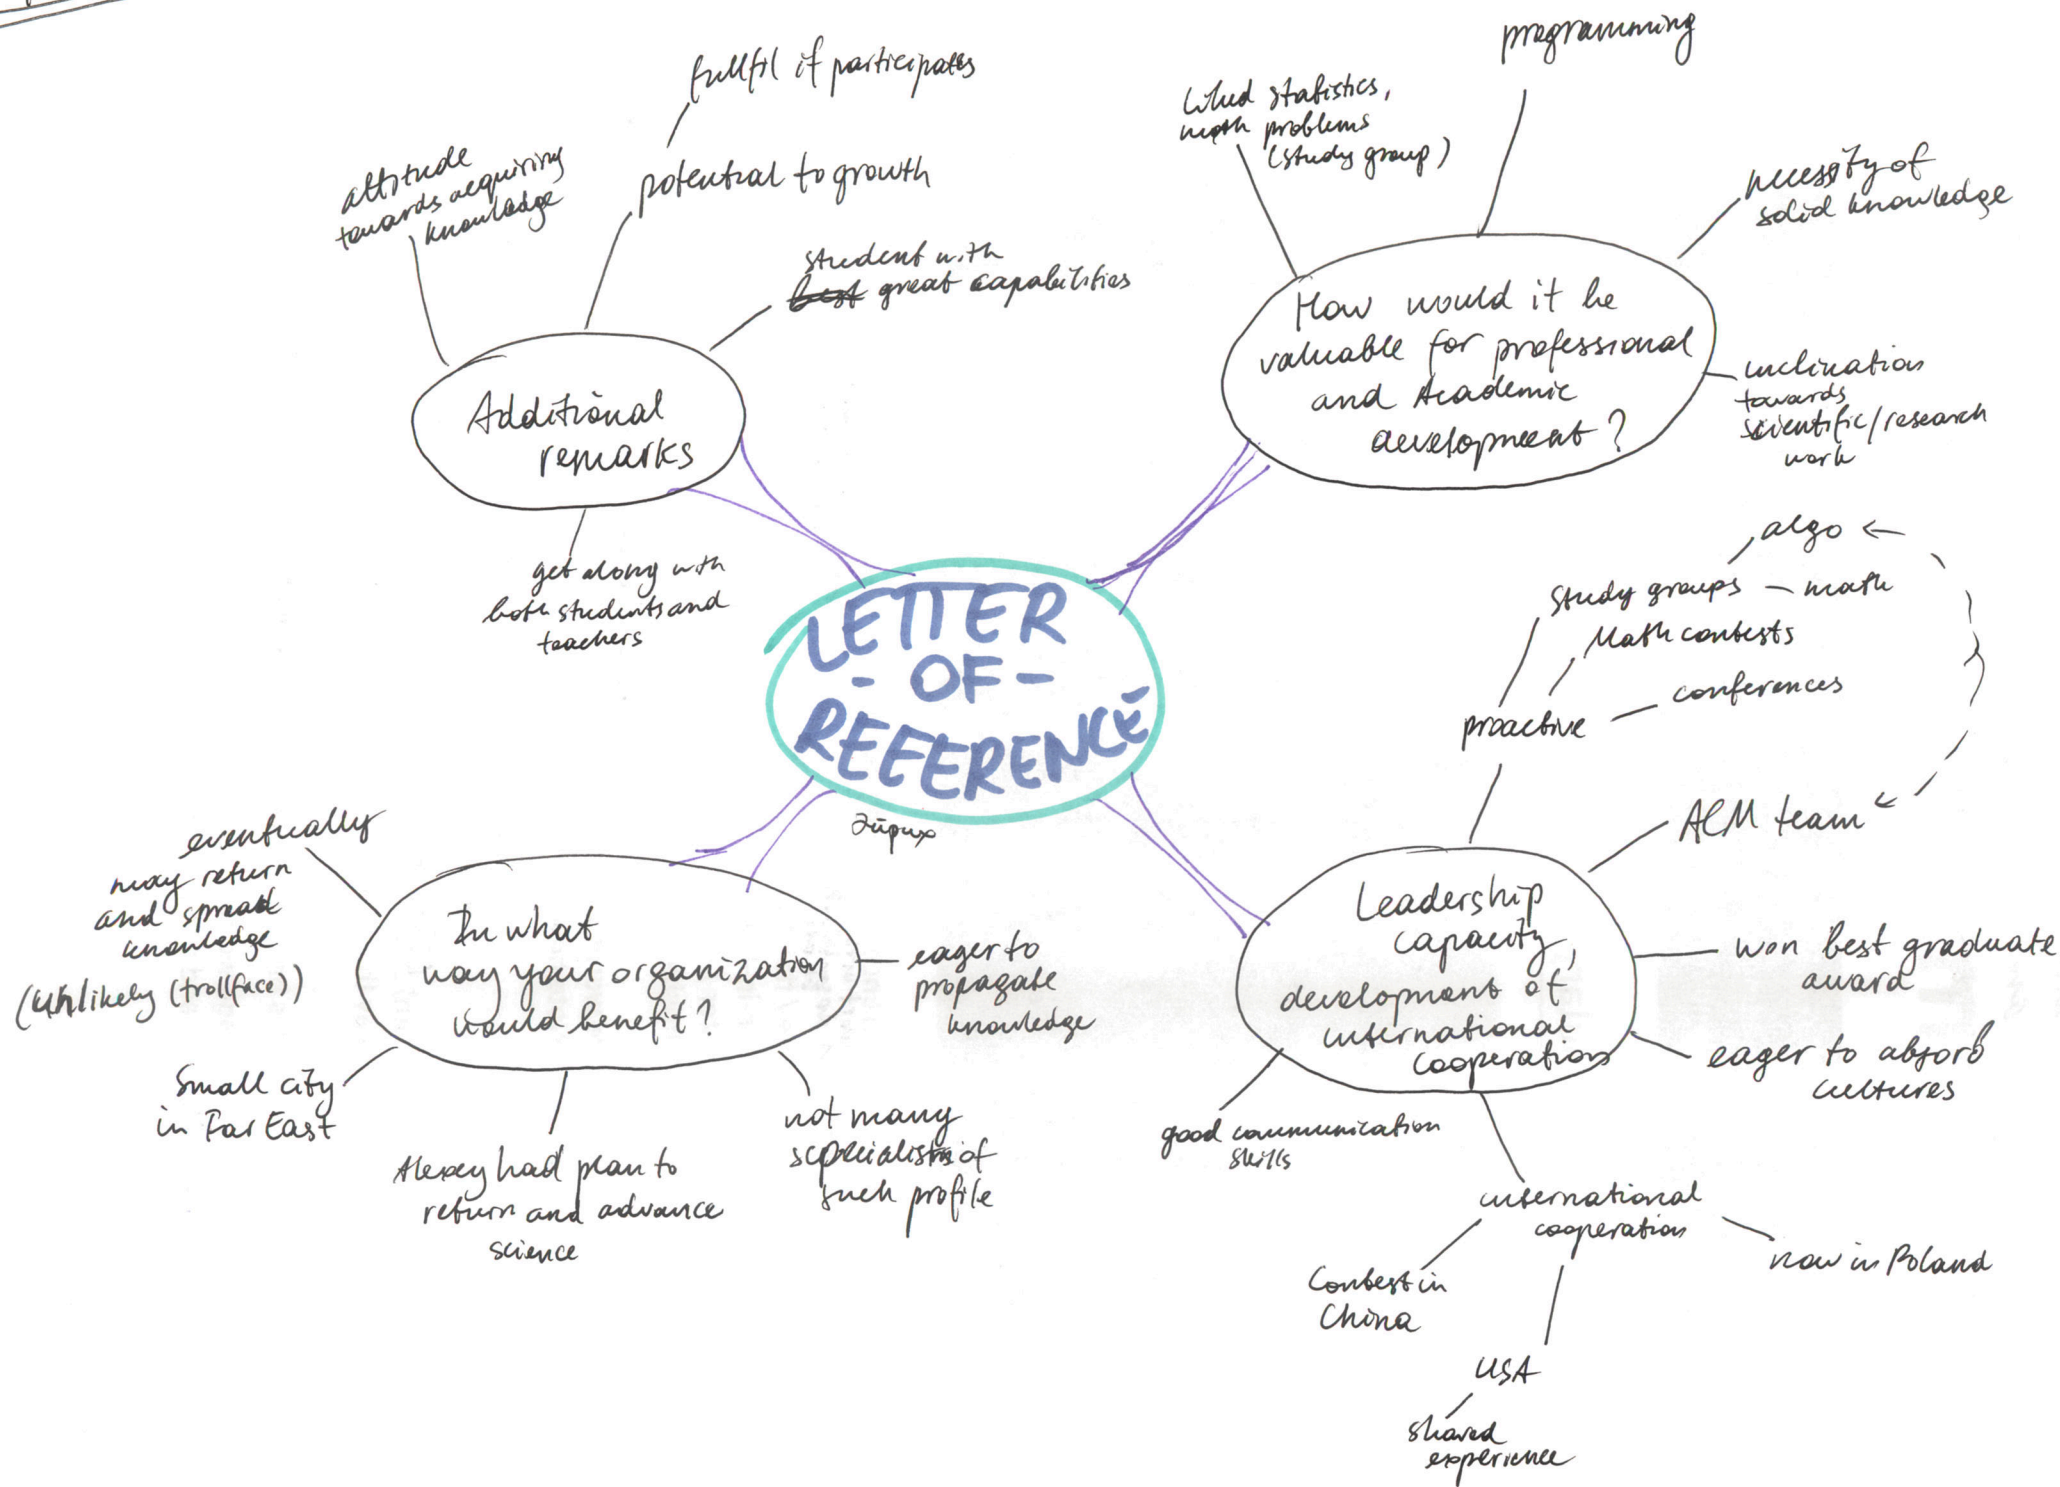 LETTER
- OF -
REFERENCE
Additional
remarks
attitude
towards acquiring
knowledge
fullfil if participates
potential to growth
student with
best great capabilities
get along with
both students and
teachers
How would it be
valuable for professional
and Academic
development?
liked statistics,
math problems
(study group)
programming
necessity of
solid knowledge
inclination
towards
scientific/research
work
Leadership
capacity,
development of
international
cooperation
proactive
study groups
algo
math
Math contests
conferences
ACM team
won best graduate
award
eager to absorb
cultures
good communication
skills
international
cooperation
Contest in
China
USA
shared
experience
now in Poland
In what
way your organization
would benefit?
eventually
may return
and spread
knowledge
(unlikely (trollface))
Small city
in Far East
Alexey had plan to
return and advance
science
not many
specialists of
such profile
eager to
propagate
knowledge